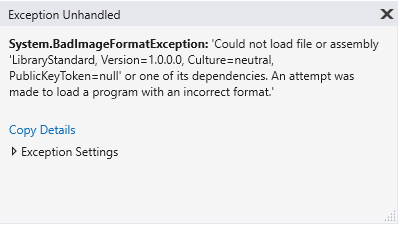 Exception Unhandled
System.BadImageFormatException: 'Could not load file or assembly
'LibraryStandard, Version=1.0.0.0, Culture=neutral,
PublicKeyToken=null' or one of its dependencies. An attempt was
made to load a program with an incorrect format.'
Copy Details
Exception Settings